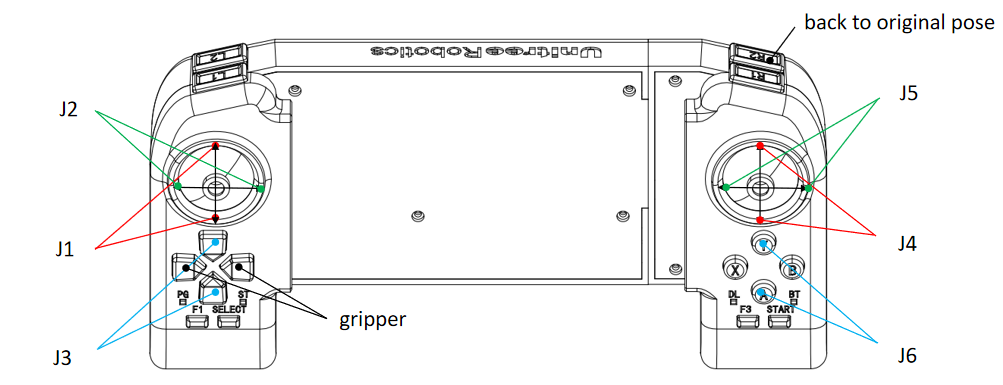 back to original pose
Unitree Robotics
L2
L1
R2
R1
J2
J5
J1
J4
Y
X
B
A
PG
ST
F1 SELECT
DL
BT
F3 START
gripper
J3
J6